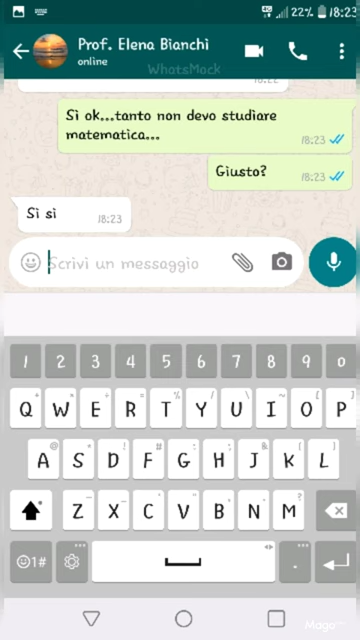 22% 18:23
Prof. Elena Bianchi
online
WhatsMock
Sì ok...tanto non devo studiare
matematica...
18:23
Giusto?
18:23
Sì sì
18:23
Scrivi un messaggio
1 2 3 4 5 6 7 8 9 0
Q W E R T Y U I O P
A S D F G H J K L
Z X C V B N M
1#
.
Mago